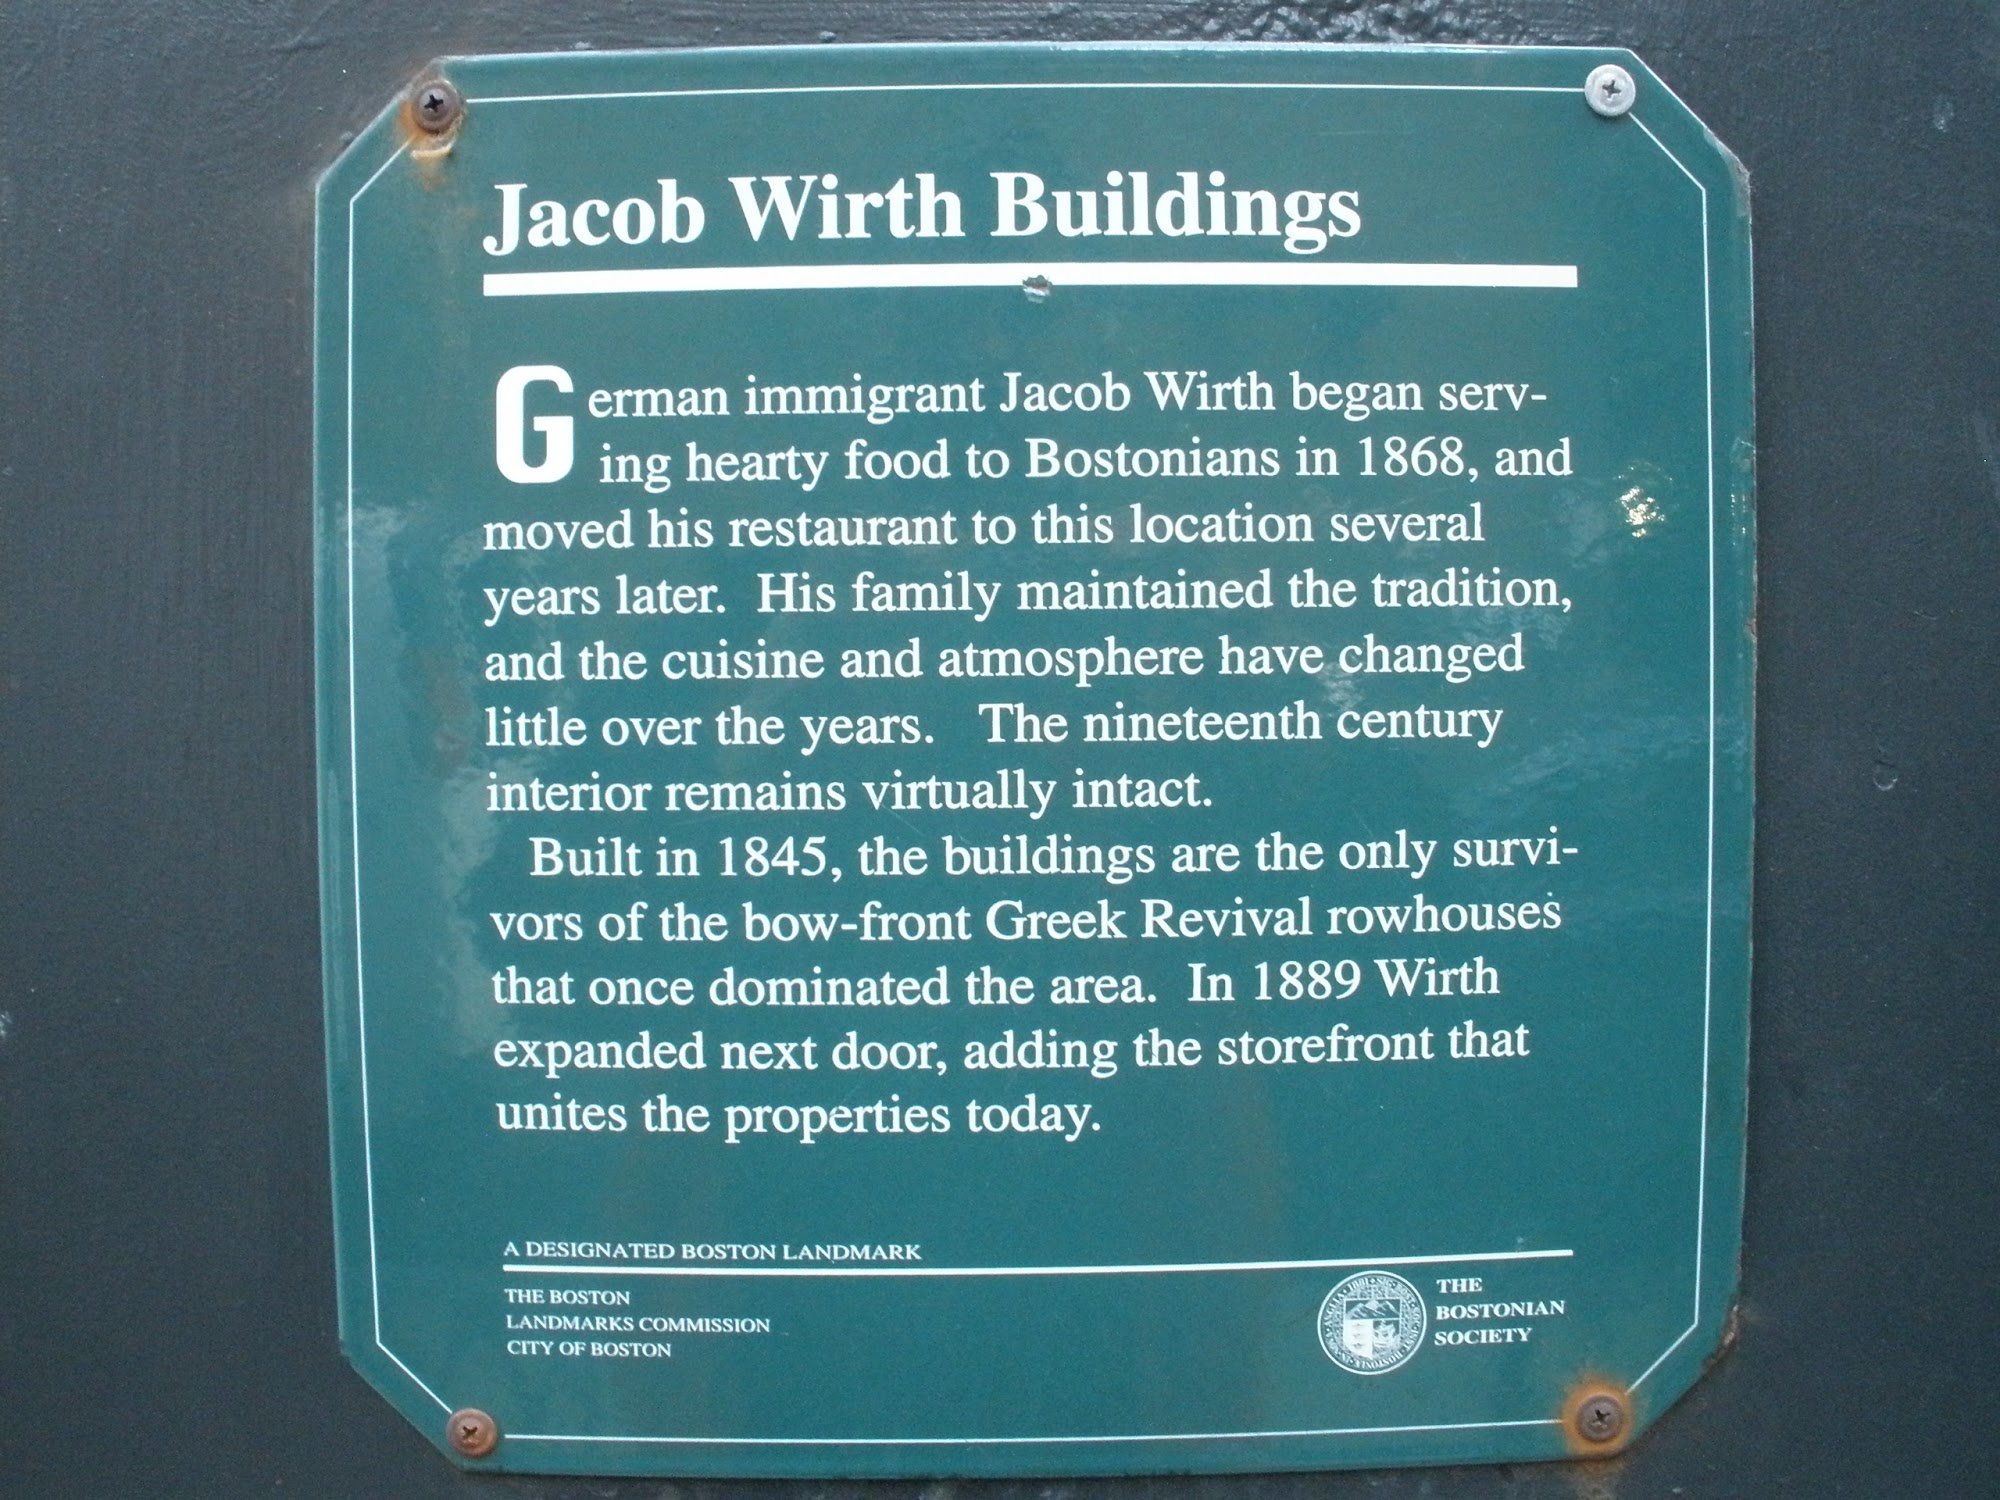 Jacob Wirth Buildings
German immigrant Jacob Wirth began serv-
ing hearty food to Bostonians in 1868, and
moved his restaurant to this location several
years later. His family maintained the tradition,
and the cuisine and atmosphere have changed
little over the years. The nineteenth century
interior remains virtually intact.
Built in 1845, the buildings are the only survi-
vors of the bow-front Greek Revival rowhouses
that once dominated the area. In 1889 Wirth
expanded next door, adding the storefront that
unites the properties today.
A DESIGNATED BOSTON LANDMARK
THE BOSTON
LANDMARKS COMMISSION
CITY OF BOSTON
THE
BOSTONIAN
SOCIETY